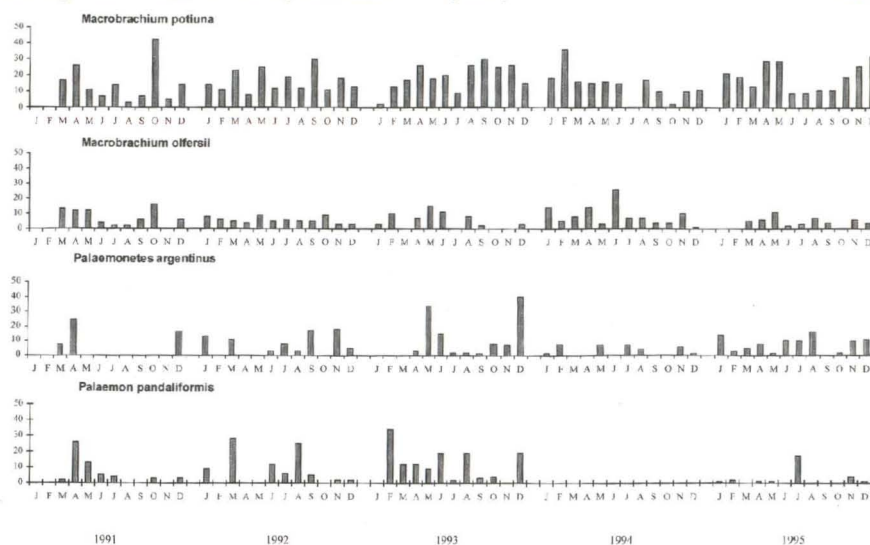 Macrobrachium potiuna
50
40
30
20
10
0
J F M A M J J A S O N D J F M A M J J A S O N D J F M A M J J A S O N D J F M A M J J A S O N D J F M A M J J A S O N D
Macrobrachium olfersii
50
40
30
20
10
0
J F M A M J J A S O N D J F M A M J J A S O N D J F M A M J J A S O N D J F M A M J J A S O N D J F M A M J J A S O N D
Palaemonetes argentinus
50
40
30
20
10
0
J F M A M J J A S O N D J F M A M J J A S O N D J F M A M J J A S O N D J F M A M J J A S O N D J F M A M J J A S O N D
Palaemon pandaliformis
50
40
30
20
10
0
J F M A M J J A S O N D J F M A M J J A S O N D J F M A M J J A S O N D J F M A M J J A S O N D J F M A M J J A S O N D
1991 1992 1993 1994 1995